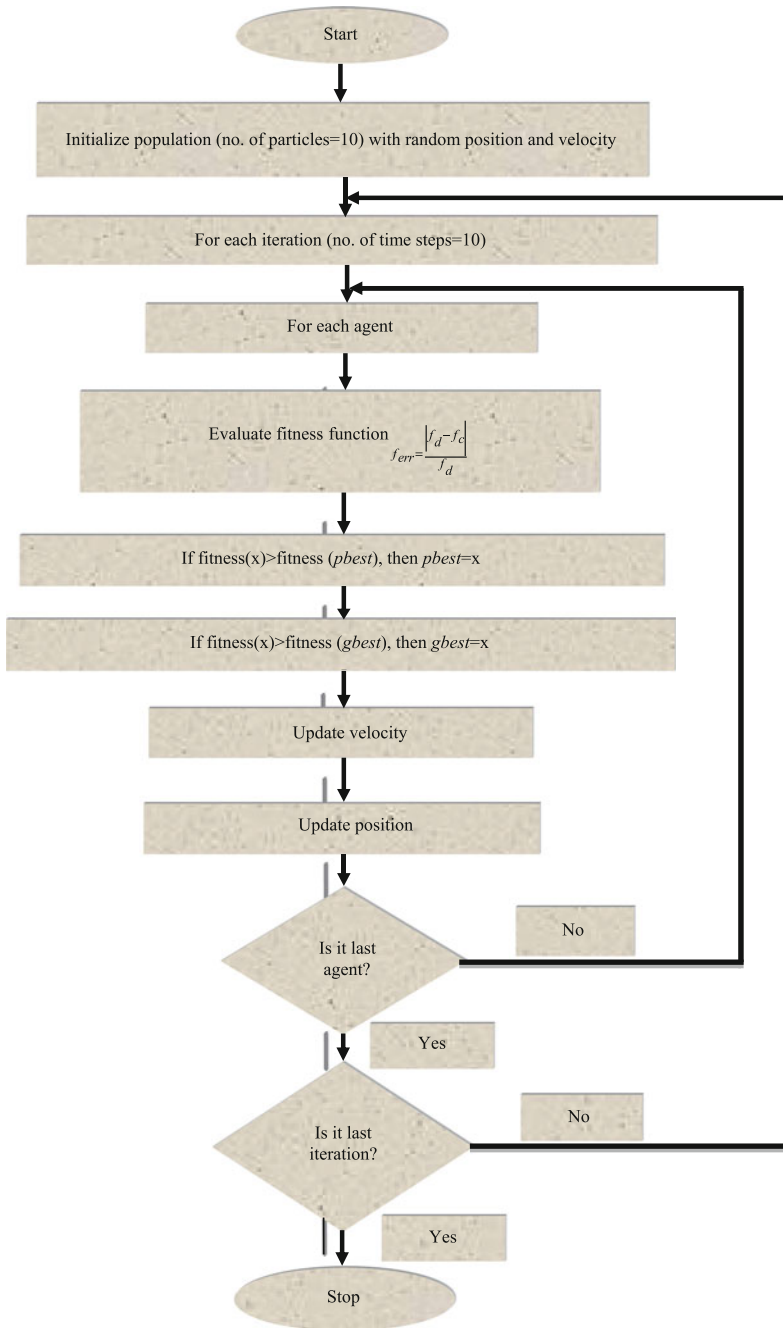 Start
Initialize population (no. of particles=10) with random position and velocity
For each iteration (no. of time steps=10)
For each agent
Evaluate fitness function f_err=|f_d−f_c|/f_d
If fitness(x)>fitness (pbest), then pbest=x
If fitness(x)>fitness (gbest), then gbest=x
Update velocity
Update position
Is it last
agent?
No
Yes
Is it last
iteration?
No
Yes
Stop